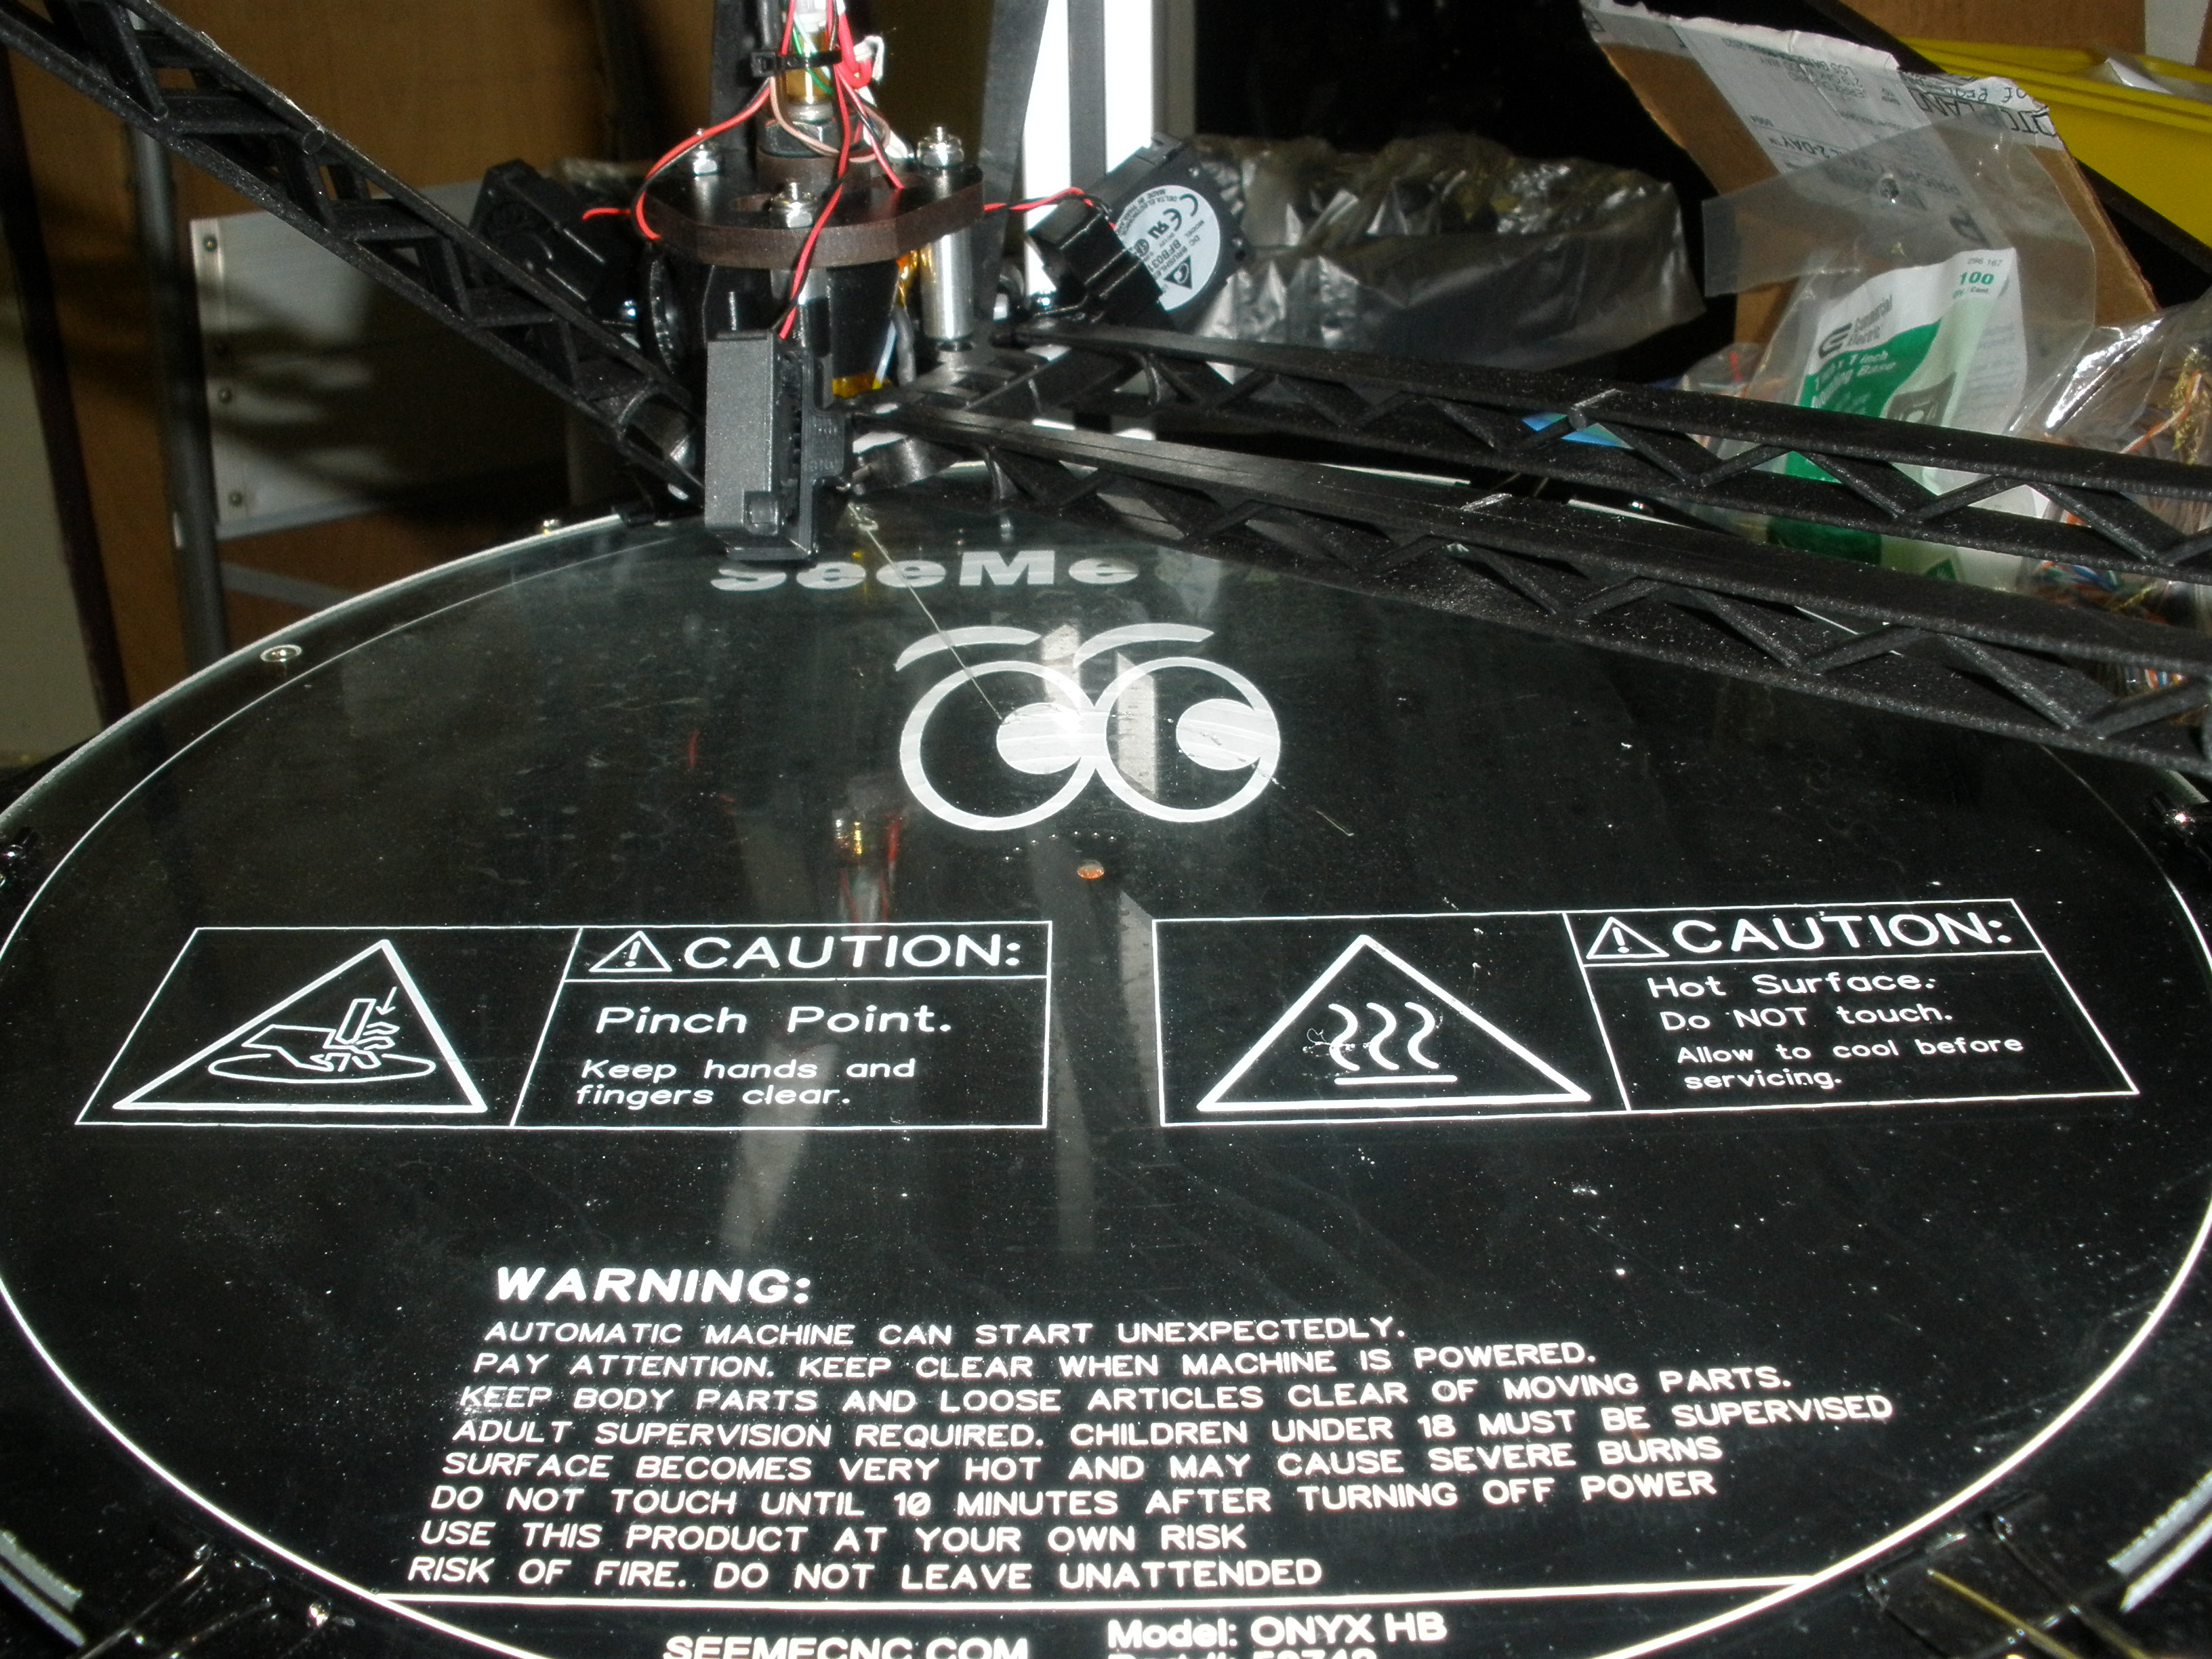 100
Commercial
Electric
SeeMe
CAUTION:
Pinch Point.
Keep hands and
fingers clear.
CAUTION:
Hot Surface.
Do NOT touch.
Allow to cool before
servicing.
WARNING:
AUTOMATIC MACHINE CAN START UNEXPECTEDLY.
PAY ATTENTION. KEEP CLEAR WHEN MACHINE IS POWERED.
KEEP BODY PARTS AND LOOSE ARTICLES CLEAR OF MOVING PARTS.
ADULT SUPERVISION REQUIRED. CHILDREN UNDER 18 MUST BE SUPERVISED
SURFACE BECOMES VERY HOT AND MAY CAUSE SEVERE BURNS
DO NOT TOUCH UNTIL 10 MINUTES AFTER TURNING OFF POWER
USE THIS PRODUCT AT YOUR OWN RISK
RISK OF FIRE. DO NOT LEAVE UNATTENDED
SEEMECNC.COM
Model: ONYX HB